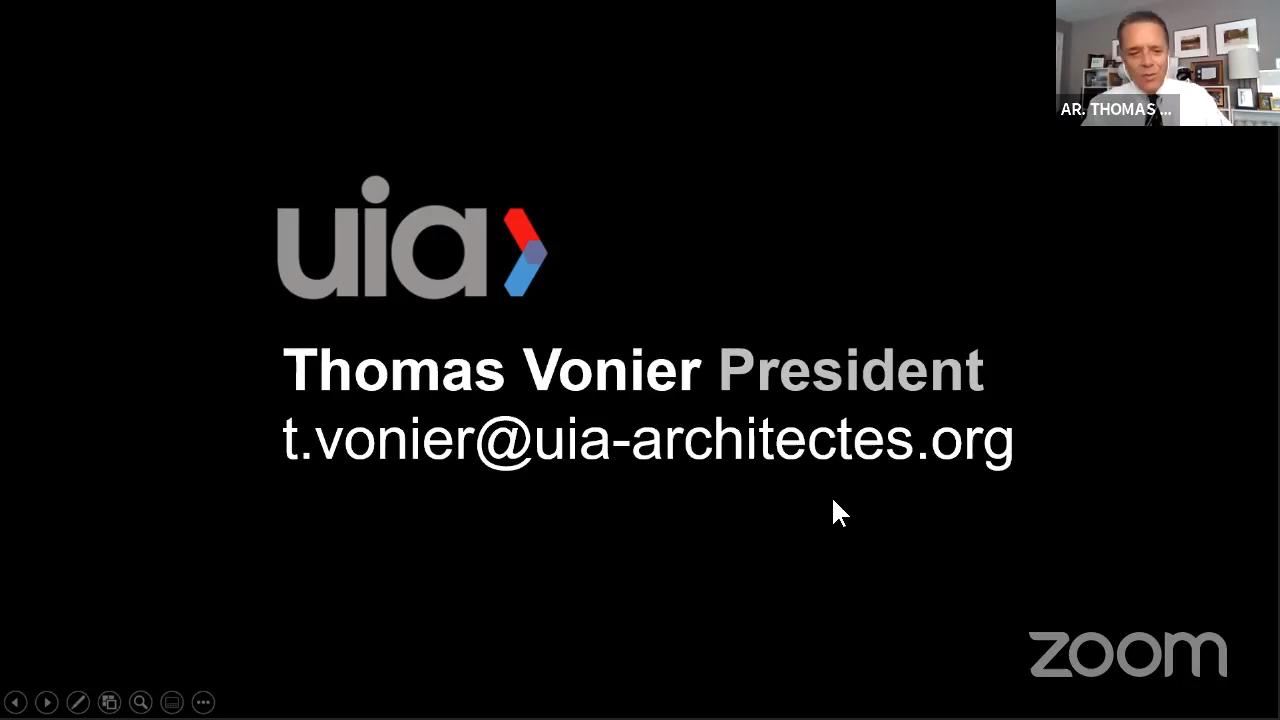 AR. THOMAS ...
uia
Thomas Vonier President
t.vonier@uia-architectes.org
zoom